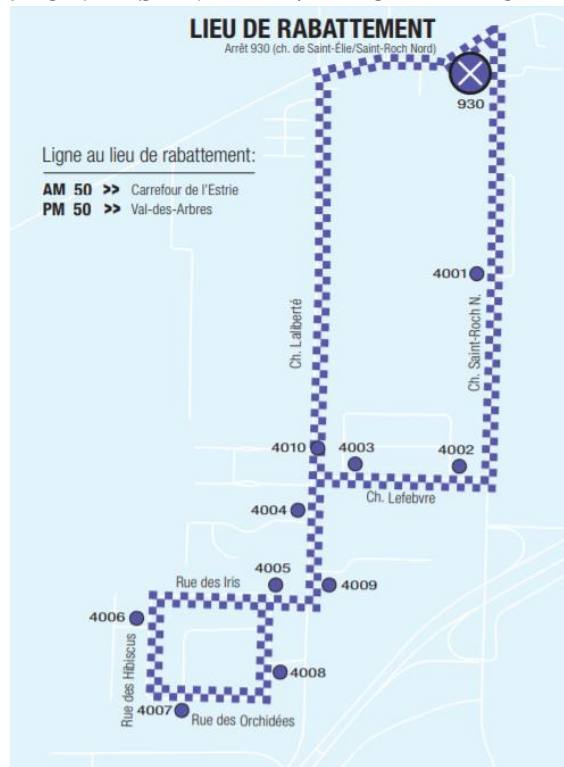 LIEU DE RABATTEMENT
Arrêt 930 (ch. de Saint-Élie/Saint-Roch Nord)
930
Ligne au lieu de rabattement:
AM 50 >> Carrefour de l'Estrie
PM 50 >> Val-des-Arbres
4001
Ch. Laliberté
Ch. Saint-Roch N.
4010
4003
4002
Ch. Lefebvre
4004
4005
Rue des Iris
4009
4006
Rue des Hibiscus
4008
4007
Rue des Orchidées